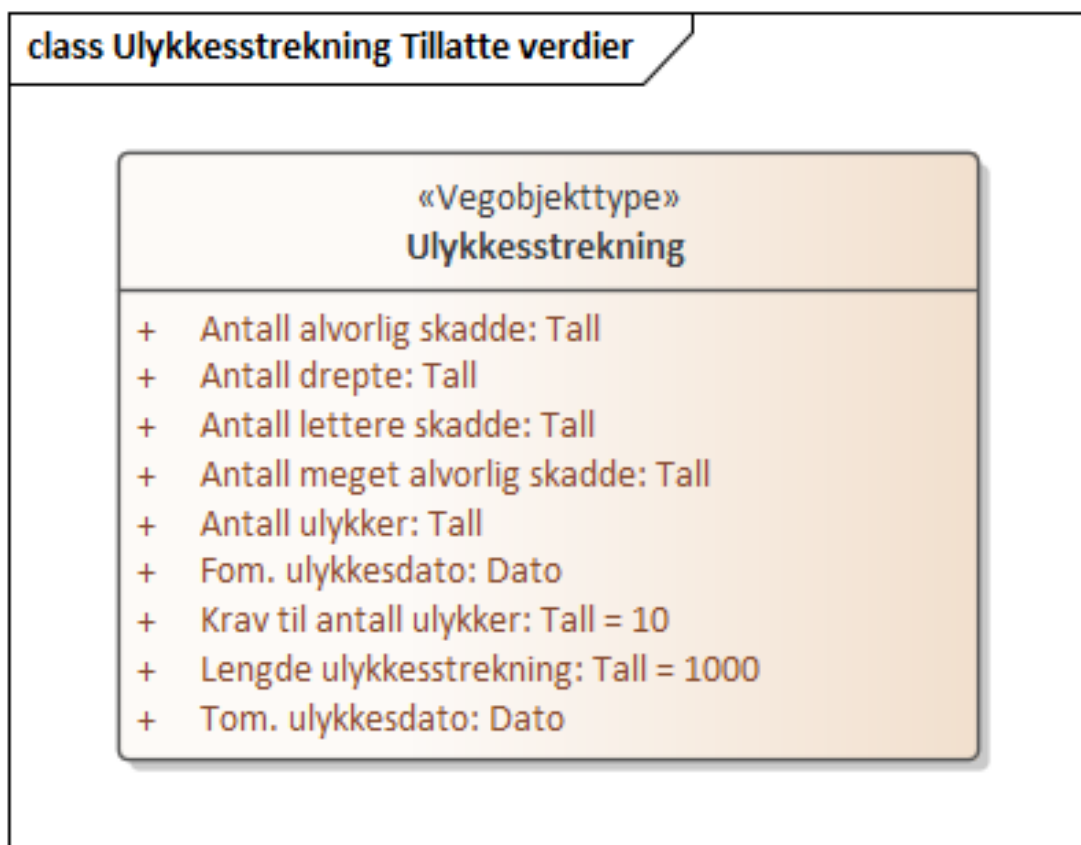 class Ulykkesstrekning Tillatte verdier
«Vegobjekttype»
Ulykkesstrekning
+ Antall alvorlig skadde: Tall
+ Antall drepte: Tall
+ Antall lettere skadde: Tall
+ Antall meget alvorlig skadde: Tall
+ Antall ulykker: Tall
+ Fom. ulykkesdato: Dato
+ Krav til antall ulykker: Tall = 10
+ Lengde ulykkesstrekning: Tall = 1000
+ Tom. ulykkesdato: Dato